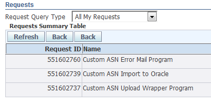 Requests
Request Query Type All My Requests
Requests Summary Table
Refresh Back Back
Request ID Name
551602760 Custom ASN Error Mail Program
551602739 Custom ASN Import to Oracle
551602737 Custom ASN Upload Wrapper Program